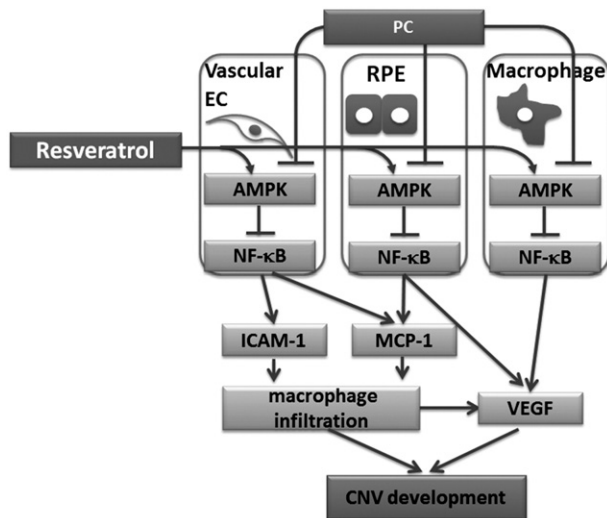 PC
Vascular
EC
RPE
Macrophage
Resveratrol
AMPK
AMPK
AMPK
NF-κB
NF-κB
NF-κB
ICAM-1
MCP-1
macrophage
infiltration
VEGF
CNV development